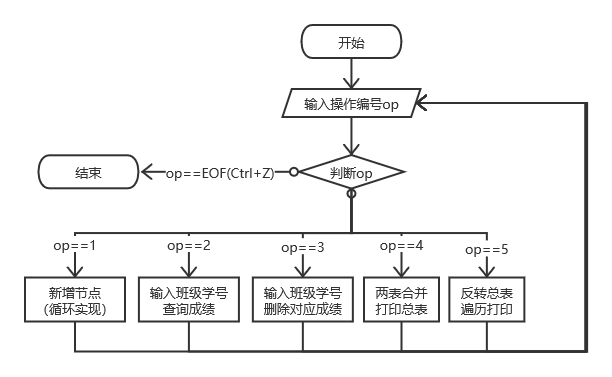 开始
输入操作编号op
结束
op==EOF(Ctrl+Z)
判断op
op==1
op==2
op==3
op==4
op==5
新增节点
（循环实现）
输入班级学号
查询成绩
输入班级学号
删除对应成绩
两表合并
打印总表
反转总表
遍历打印